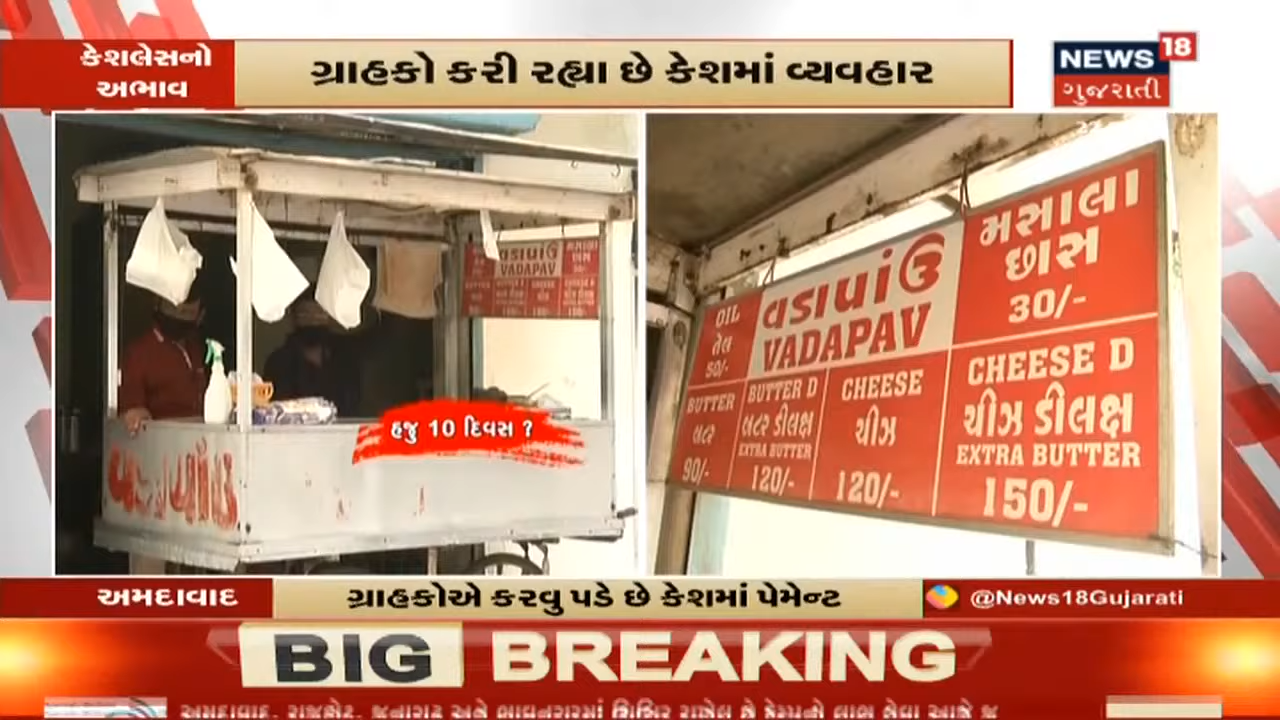 કેશલેસનો
અભાવ
ગ્રાહકો કરી રહ્યા છે કેશમાં વ્યવહાર
NEWS 18
ગુજરાતી
VADAPAV
હજુ 10 દિવસ ?
OIL
તેલ
50/-
વડાપાંઉ
VADAPAV
મસાલા
છાસ
30/-
BUTTER
બટર
90/-
BUTTER D
બટર ડીલક્ષ
EXTRA BUTTER
120/-
CHEESE
ચીઝ
120/-
CHEESE D
ચીઝ ડીલક્ષ
EXTRA BUTTER
150/-
અમદાવાદ
ગ્રાહકોએ કરવુ પડે છે કેશમાં પેમેન્ટ
@News18Gujarati
BIG BREAKING